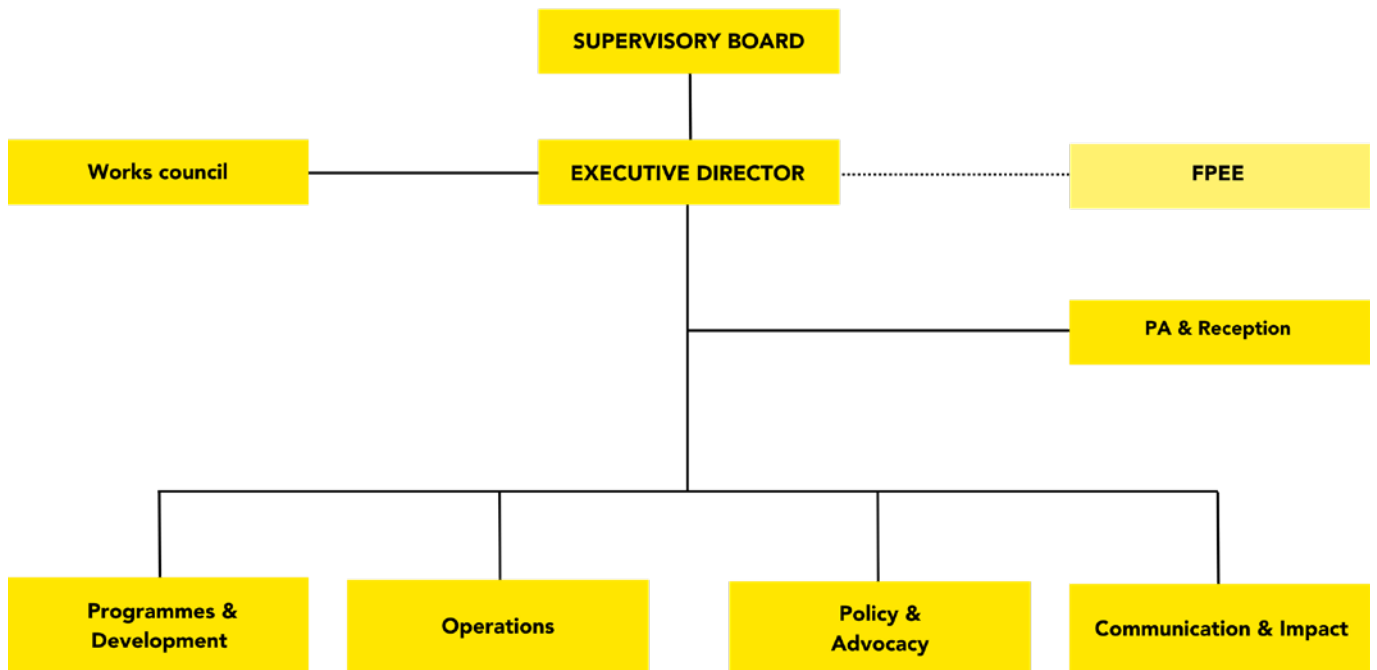 SUPERVISORY BOARD
Works council
EXECUTIVE DIRECTOR
FPEE
PA & Reception
Programmes &
Development
Operations
Policy &
Advocacy
Communication & Impact